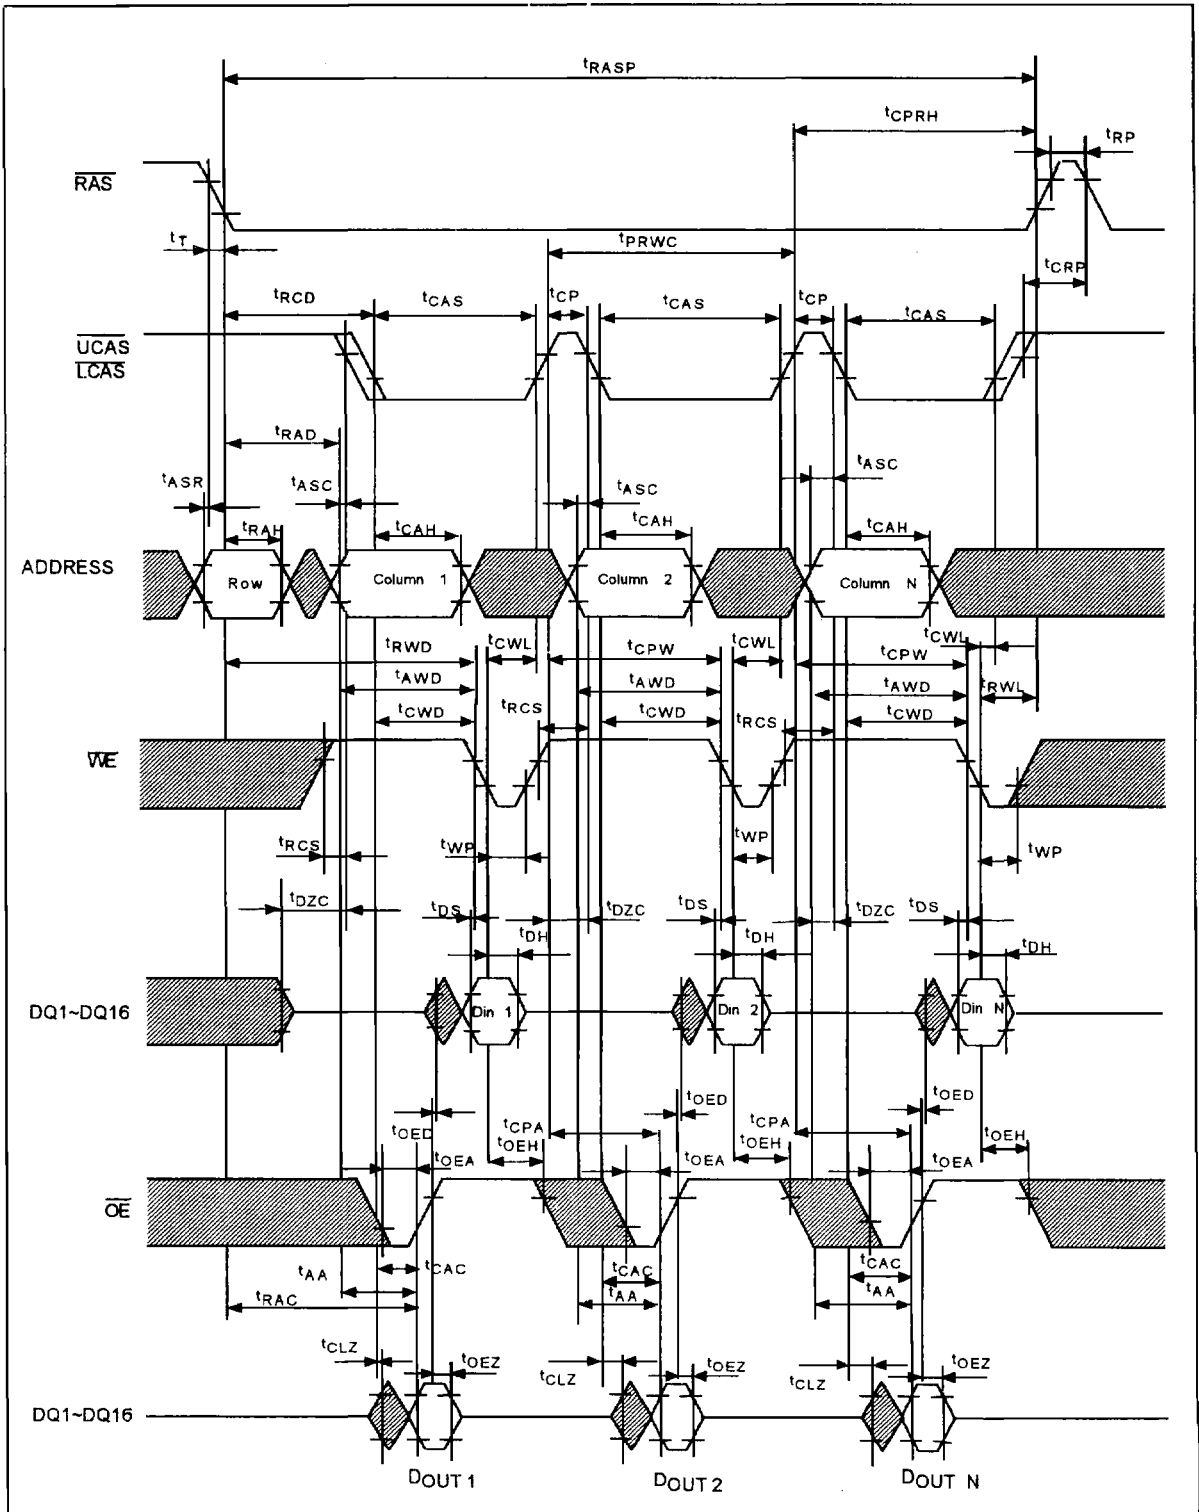 tRASP
tCPRH
tRP
RAS
tT
tPRWC
tCRP
tRCD
tCAS
tCP
tCAS
tCP
tCAS
UCAS
LCAS
tRAD
tASR
tASC
tASC
tASC
tRAH
tCAH
tCAH
tCAH
ADDRESS
Row
Column 1
Column 2
Column N
tRWD
tCWL
tCPW
tCWL
tCPW
tCWL
tAWD
tAWD
tAWD
tRWL
tCWD
tRCS
tCWD
tRCS
tCWD
WE
tRCS
tWP
tWP
tWP
tDZC
tDS
tDZC
tDS
tDZC
tDS
tDH
tDH
tDH
DQ1~DQ16
Din 1
Din 2
Din N
tOED
tOED
tOED
tCPA
tCPA
tOEH
tOEH
tOEH
tOEA
tOEA
tOEA
OE
tAA
tCAC
tCAC
tCAC
tRAC
tAA
tAA
tCLZ
tOEZ
tCLZ
tOEZ
tCLZ
tOEZ
DQ1~DQ16
DOUT 1
DOUT 2
DOUT N